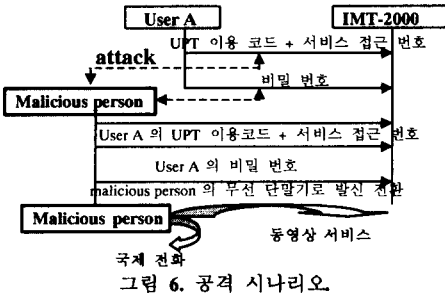 User A
IMT-2000
UPT 이용 코드 + 서비스 접근 번호
attack
비밀 번호
Malicious person
User A 의 UPT 이용코드 + 서비스 접근 번호
User A 의 비밀 번호
malicious person 의 무선 단말기로 발신 전환
Malicious person
동영상 서비스
국제 전화
그림 6. 공격 시나리오